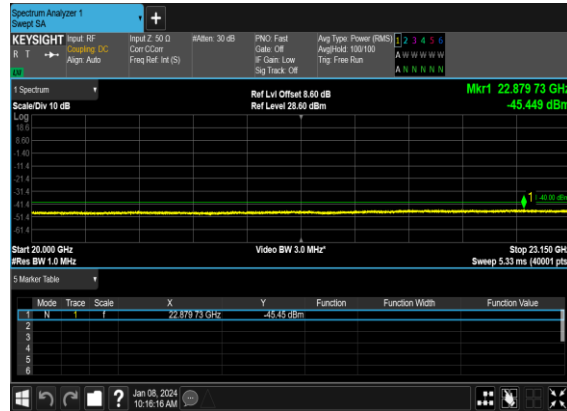 Spectrum Analyzer 1
Swept SA
+
KEYSIGHT Input: RF Input Z: 50 Ω #Atten: 30 dB PNO: Fast Avg Type: Power (RMS) 1 2 3 4 5 6
R T Coupling: DC Corr CCorr Gate: Off Avg|Hold: 100/100 A W W W W W
Align: Auto Freq Ref: Int (S) IF Gain: Low Trig: Free Run
Sig Track: Off A N N N N N
1 Spectrum Ref Lvl Offset 8.60 dB Mkr1 22.879 73 GHz
Scale/Div 10 dB Ref Level 28.60 dBm -45.449 dBm
Log
18.6
8.60
-1.40
-11.4
-21.4
-31.4
1 -40.00 dBm
-41.4
-51.4
-61.4
Start 20.000 GHz Video BW 3.0 MHz* Stop 23.150 GHz
#Res BW 1.0 MHz Sweep 5.33 ms (40001 pts)
5 Marker Table
Mode Trace Scale X Y Function Function Width Function Value
1 N 1 f 22.879 73 GHz -45.45 dBm
2
3
4
5
6
? Jan 08, 2024
10:16:16 AM